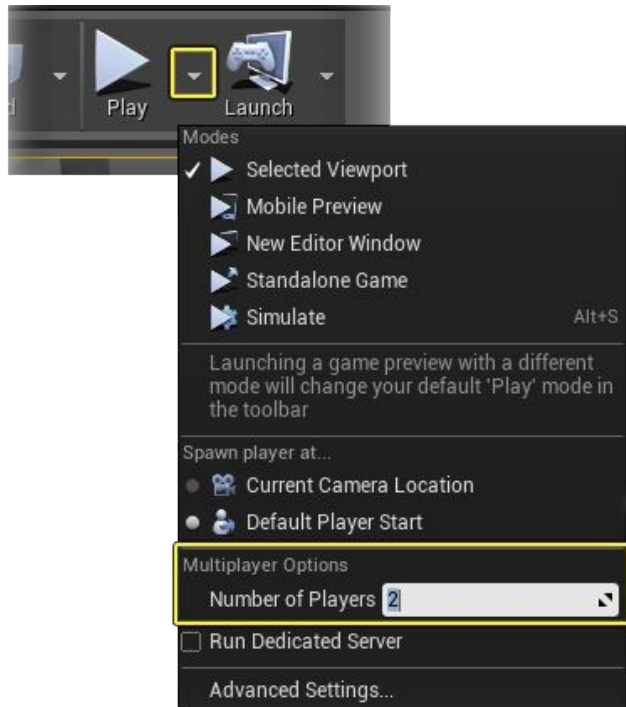 d
Play
Launch
Modes
Selected Viewport
Mobile Preview
New Editor Window
Standalone Game
Simulate Alt+S
Launching a game preview with a different
mode will change your default 'Play' mode in
the toolbar
Spawn player at...
Current Camera Location
Default Player Start
Multiplayer Options
Number of Players 2
Run Dedicated Server
Advanced Settings...